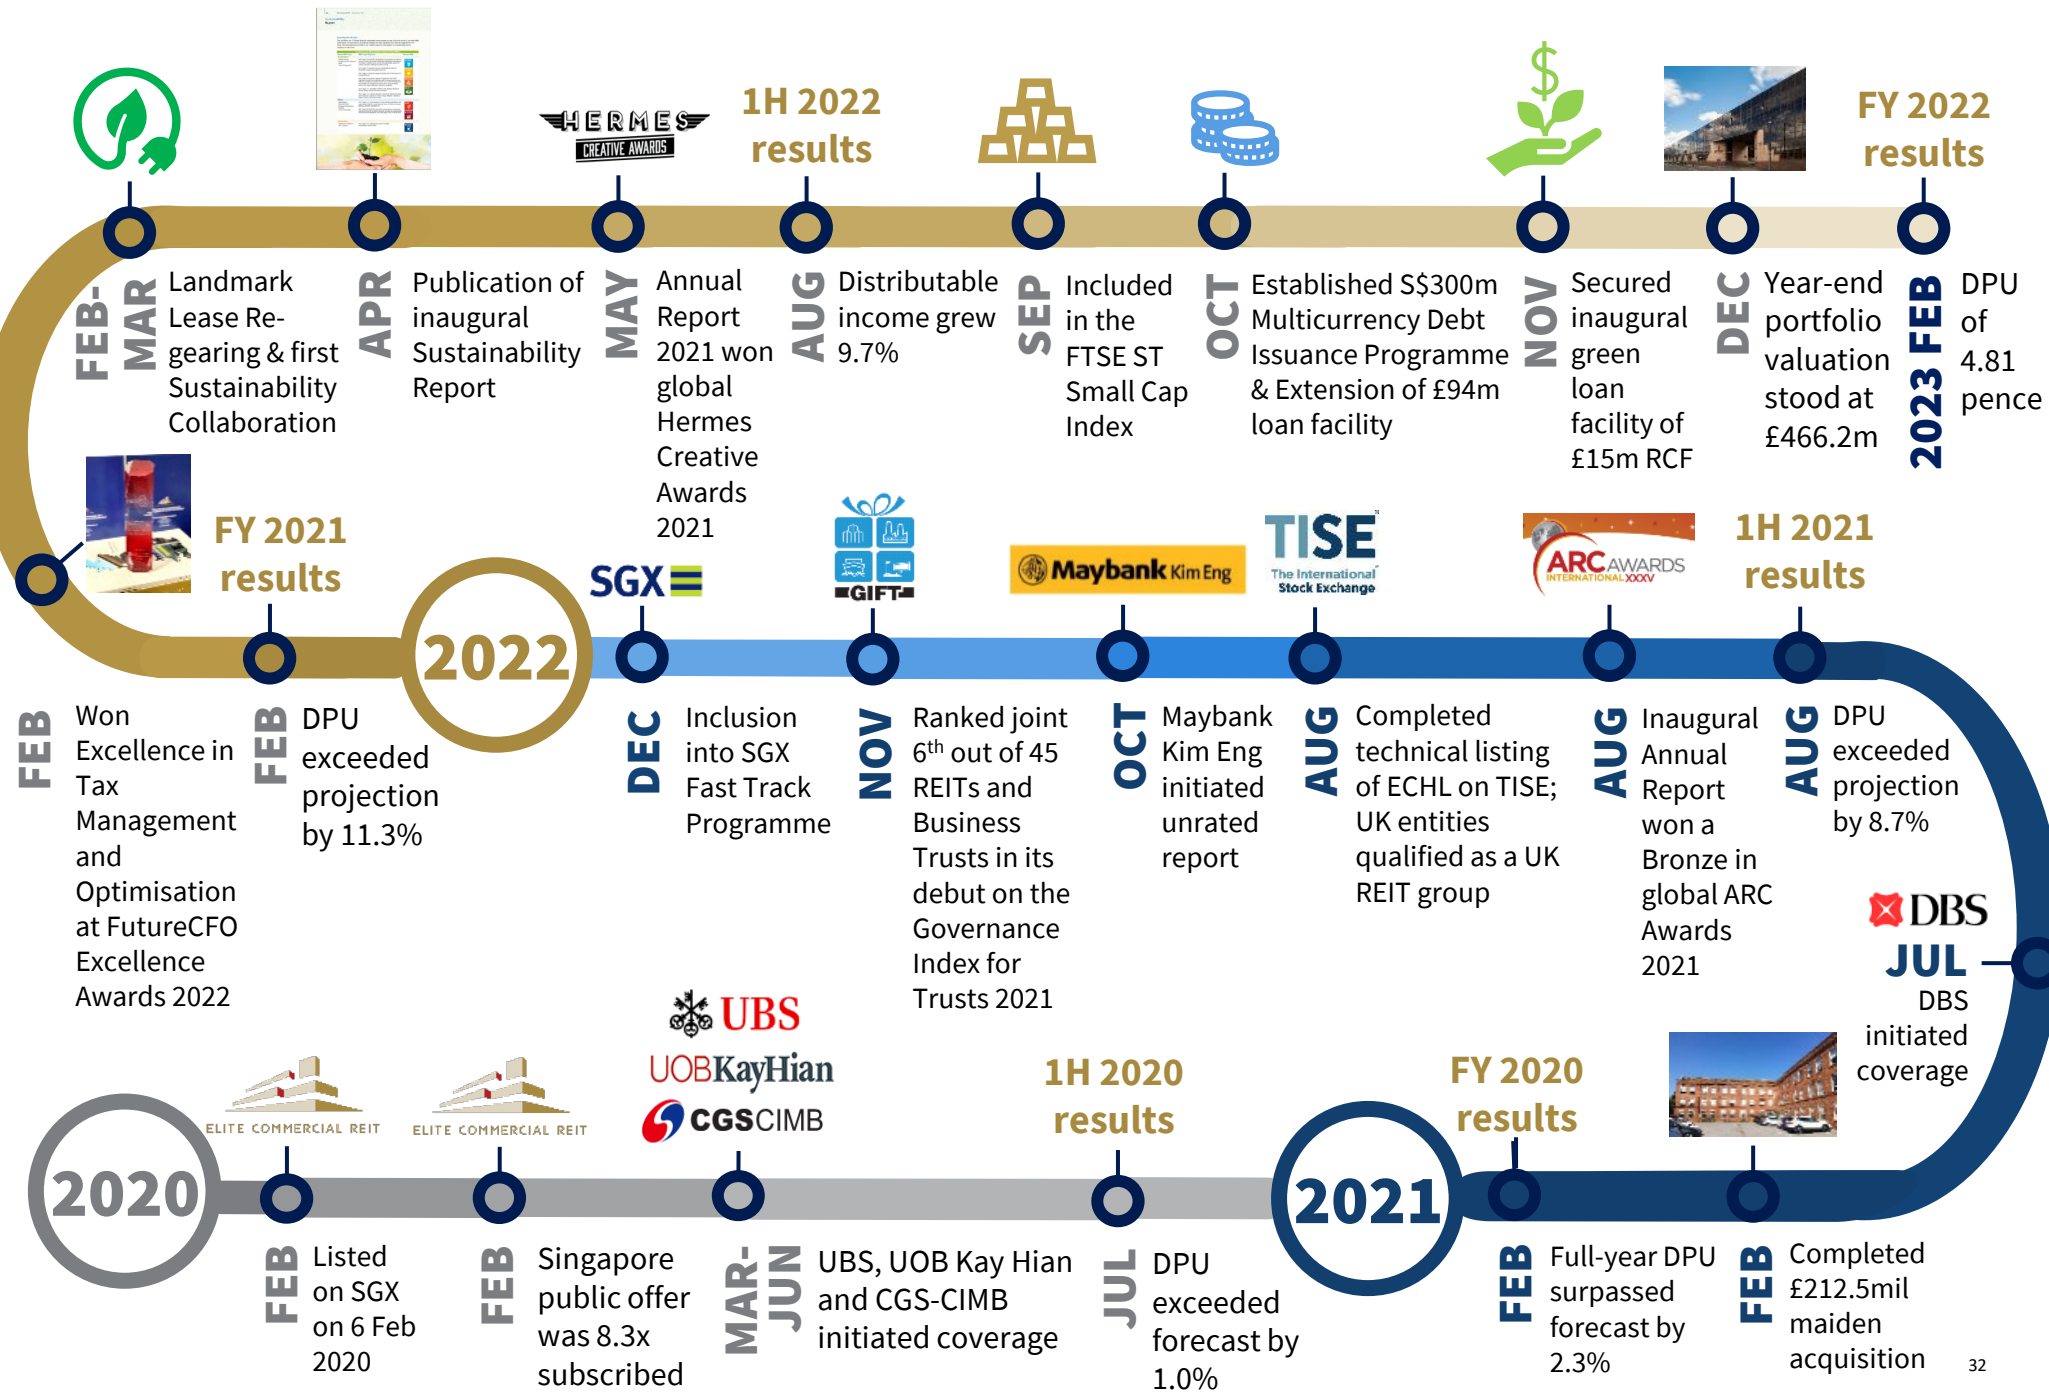 HERMES
CREATIVE AWARDS
1H 2022
results
FY 2022
results
FEB-
MAR
Landmark
Lease Re-
gearing & first
Sustainability
Collaboration
APR
Publication of
inaugural
Sustainability
Report
MAY
Annual
Report
2021 won
global
Hermes
Creative
Awards
2021
AUG
Distributable
income grew
9.7%
SEP
Included
in the
FTSE ST
Small Cap
Index
OCT
Established S$300m
Multicurrency Debt
Issuance Programme
& Extension of £94m
loan facility
NOV
Secured
inaugural
green
loan
facility of
£15m RCF
DEC
Year-end
portfolio
valuation
stood at
£466.2m
2023 FEB
DPU
of
4.81
pence
FY 2021
results
2022
SGX
GIFT
Maybank Kim Eng
TISE
The International
Stock Exchange
ARC AWARDS
INTERNATIONAL XXXV
1H 2021
results
FEB
Won
Excellence in
Tax
Management
and
Optimisation
at FutureCFO
Excellence
Awards 2022
FEB
DPU
exceeded
projection
by 11.3%
DEC
Inclusion
into SGX
Fast Track
Programme
NOV
Ranked joint
6th out of 45
REITs and
Business
Trusts in its
debut on the
Governance
Index for
Trusts 2021
OCT
Maybank
Kim Eng
initiated
unrated
report
AUG
Completed
technical listing
of ECHL on TISE;
UK entities
qualified as a UK
REIT group
AUG
Inaugural
Annual
Report
won a
Bronze in
global ARC
Awards
2021
AUG
DPU
exceeded
projection
by 8.7%
DBS
JUL
DBS
initiated
coverage
2020
ELITE COMMERCIAL REIT
ELITE COMMERCIAL REIT
UBS
UOBKayHian
CGSCIMB
1H 2020
results
2021
FY 2020
results
FEB
Listed
on SGX
on 6 Feb
2020
FEB
Singapore
public offer
was 8.3x
subscribed
MAR-
JUN
UBS, UOB Kay Hian
and CGS-CIMB
initiated coverage
JUL
DPU
exceeded
forecast by
1.0%
FEB
Full-year DPU
surpassed
forecast by
2.3%
FEB
Completed
£212.5mil
maiden
acquisition
32